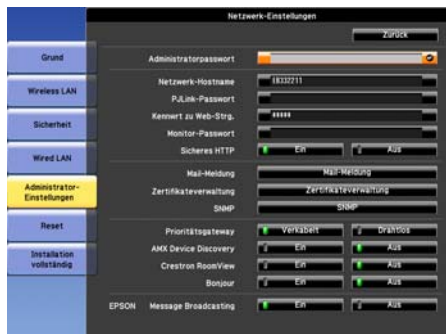 Netzwerk-Einstellungen
Zurück
Grund
Wireless LAN
Sicherheit
Wired LAN
Administrator-
Einstellungen
Reset
Installation
vollständig
Administratorpasswort
Netzwerk-Hostname EB332211
PJLink-Passwort
Kennwort zu Web-Strg. *****
Monitor-Passwort
Sicheres HTTP Ein Aus
Mail-Meldung Mail-Meldung
Zertifikateverwaltung Zertifikateverwaltung
SNMP SNMP
Prioritätsgateway Verkabelt Drahtlos
AMX Device Discovery Ein Aus
Crestron RoomView Ein Aus
Bonjour Ein Aus
EPSON Message Broadcasting Ein Aus